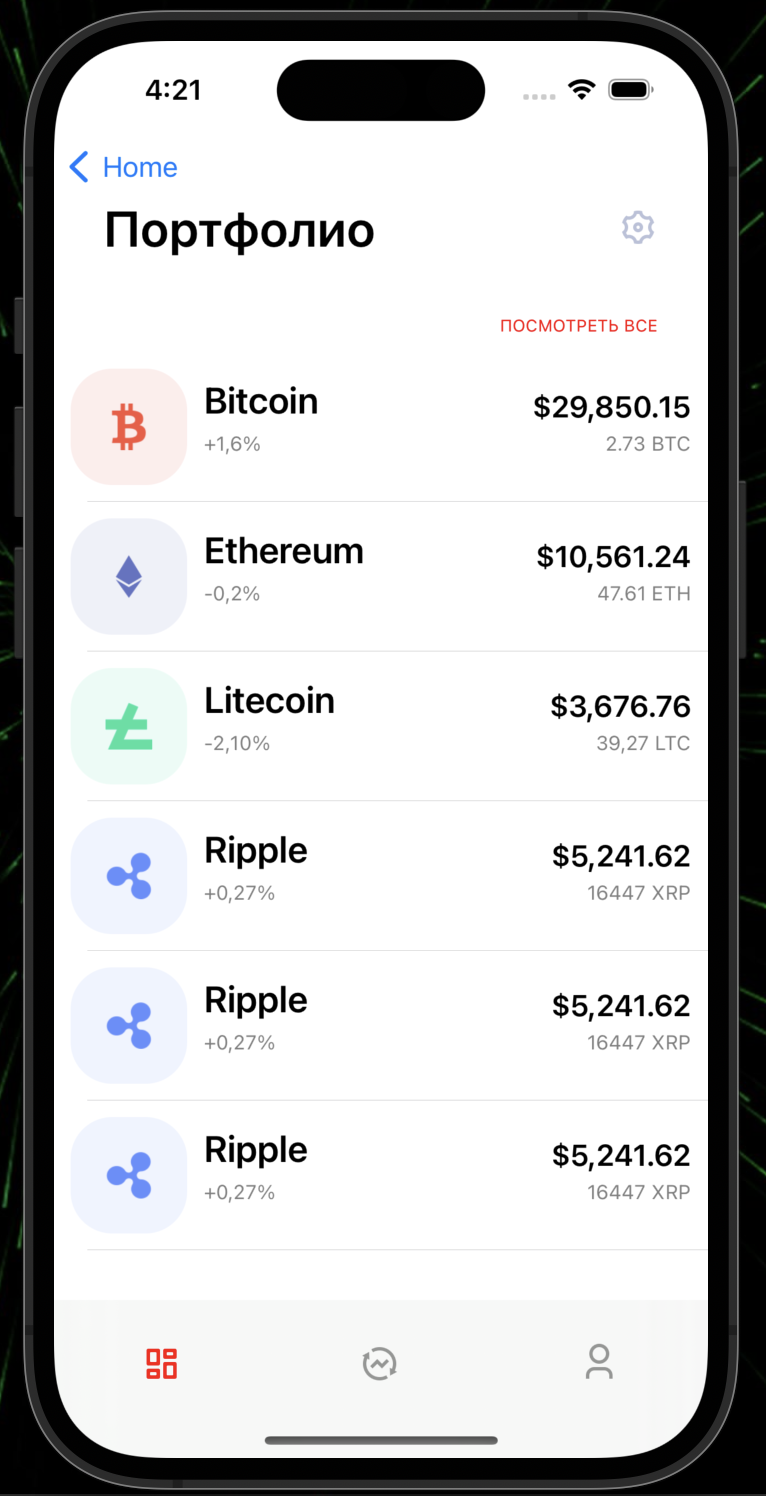 4:21
Home
Портфолио
ПОСМОТРЕТЬ ВСЕ
Bitcoin
$29,850.15
+1,6%
2.73 BTC
Ethereum
$10,561.24
-0,2%
47.61 ETH
Litecoin
$3,676.76
-2,10%
39,27 LTC
Ripple
$5,241.62
+0,27%
16447 XRP
Ripple
$5,241.62
+0,27%
16447 XRP
Ripple
$5,241.62
+0,27%
16447 XRP